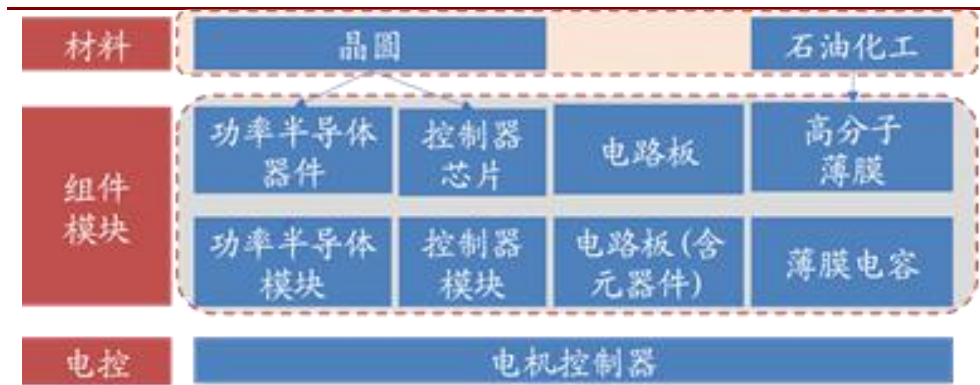 材料
晶圆
石油化工
组件
模块
功率半导体
器件
控制器
芯片
电路板
高分子
薄膜
功率半导体
模块
控制器
模块
电路板(含
元器件)
薄膜电容
电控
电机控制器